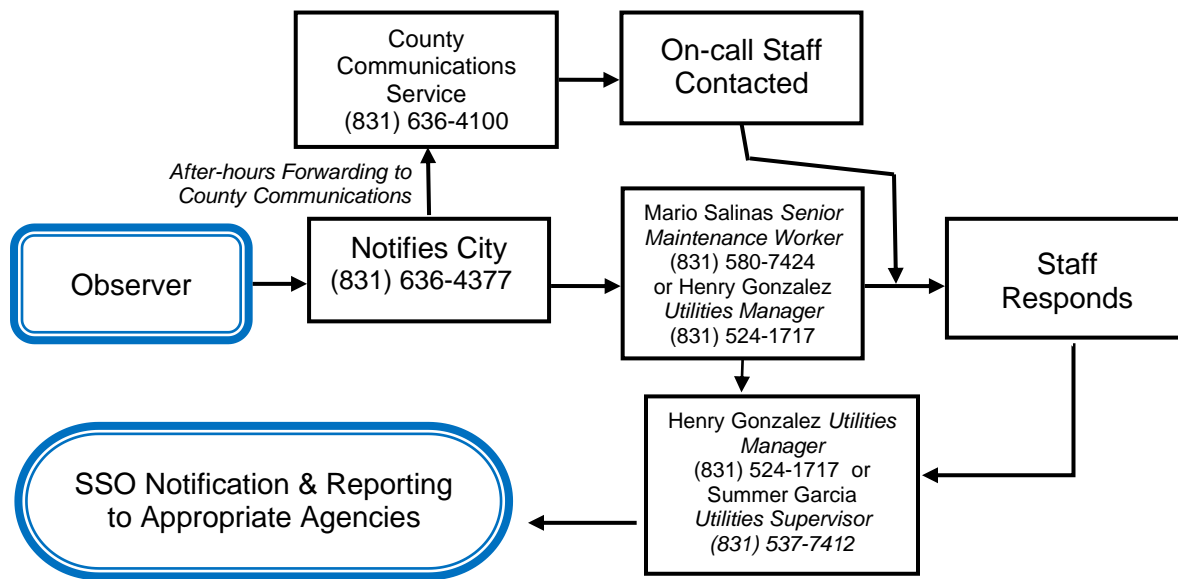 County
Communications
Service
(831) 636-4100
On-call Staff
Contacted
After-hours Forwarding to
County Communications
Observer
Notifies City
(831) 636-4377
Mario Salinas Senior
Maintenance Worker
(831) 580-7424
or Henry Gonzalez
Utilities Manager
(831) 524-1717
Staff
Responds
Henry Gonzalez Utilities
Manager
(831) 524-1717 or
Summer Garcia
Utilities Supervisor
(831) 537-7412
SSO Notification & Reporting
to Appropriate Agencies